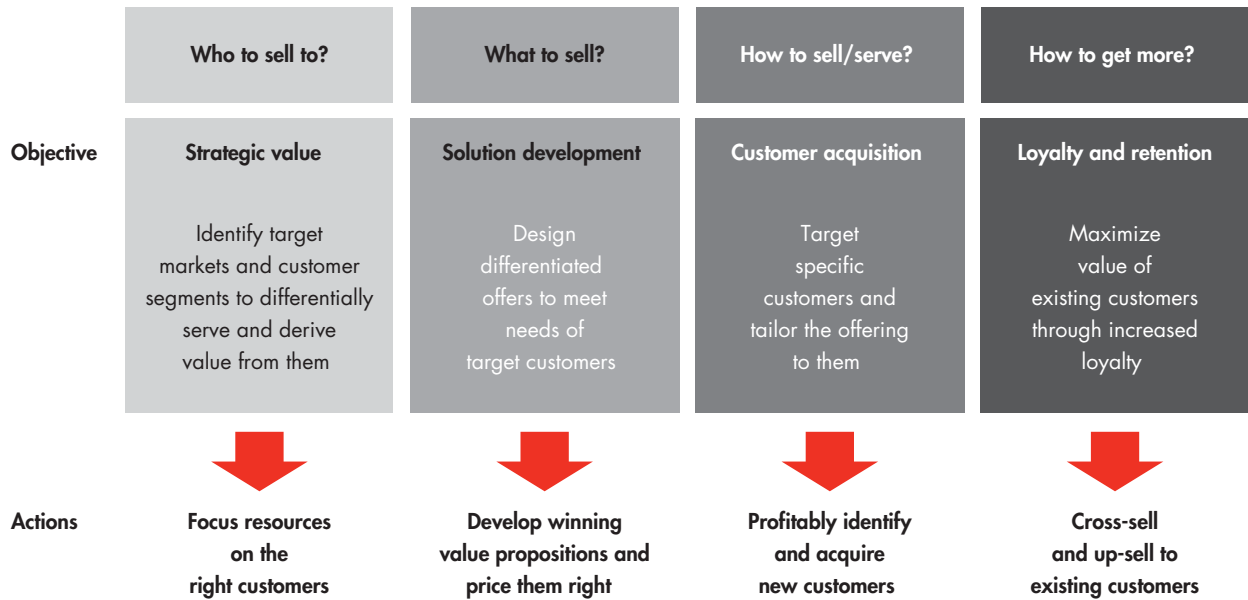 Who to sell to?
What to sell?
How to sell/serve?
How to get more?
Objective
Strategic value
Identify target
markets and customer
segments to differentially
serve and derive
value from them
Solution development
Design
differentiated
offers to meet
needs of
target customers
Customer acquisition
Target
specific
customers and
tailor the offering
to them
Loyalty and retention
Maximize
value of
existing customers
through increased
loyalty
Actions
Focus resources
on the
right customers
Develop winning
value propositions and
price them right
Profitably identify
and acquire
new customers
Cross-sell
and up-sell to
existing customers